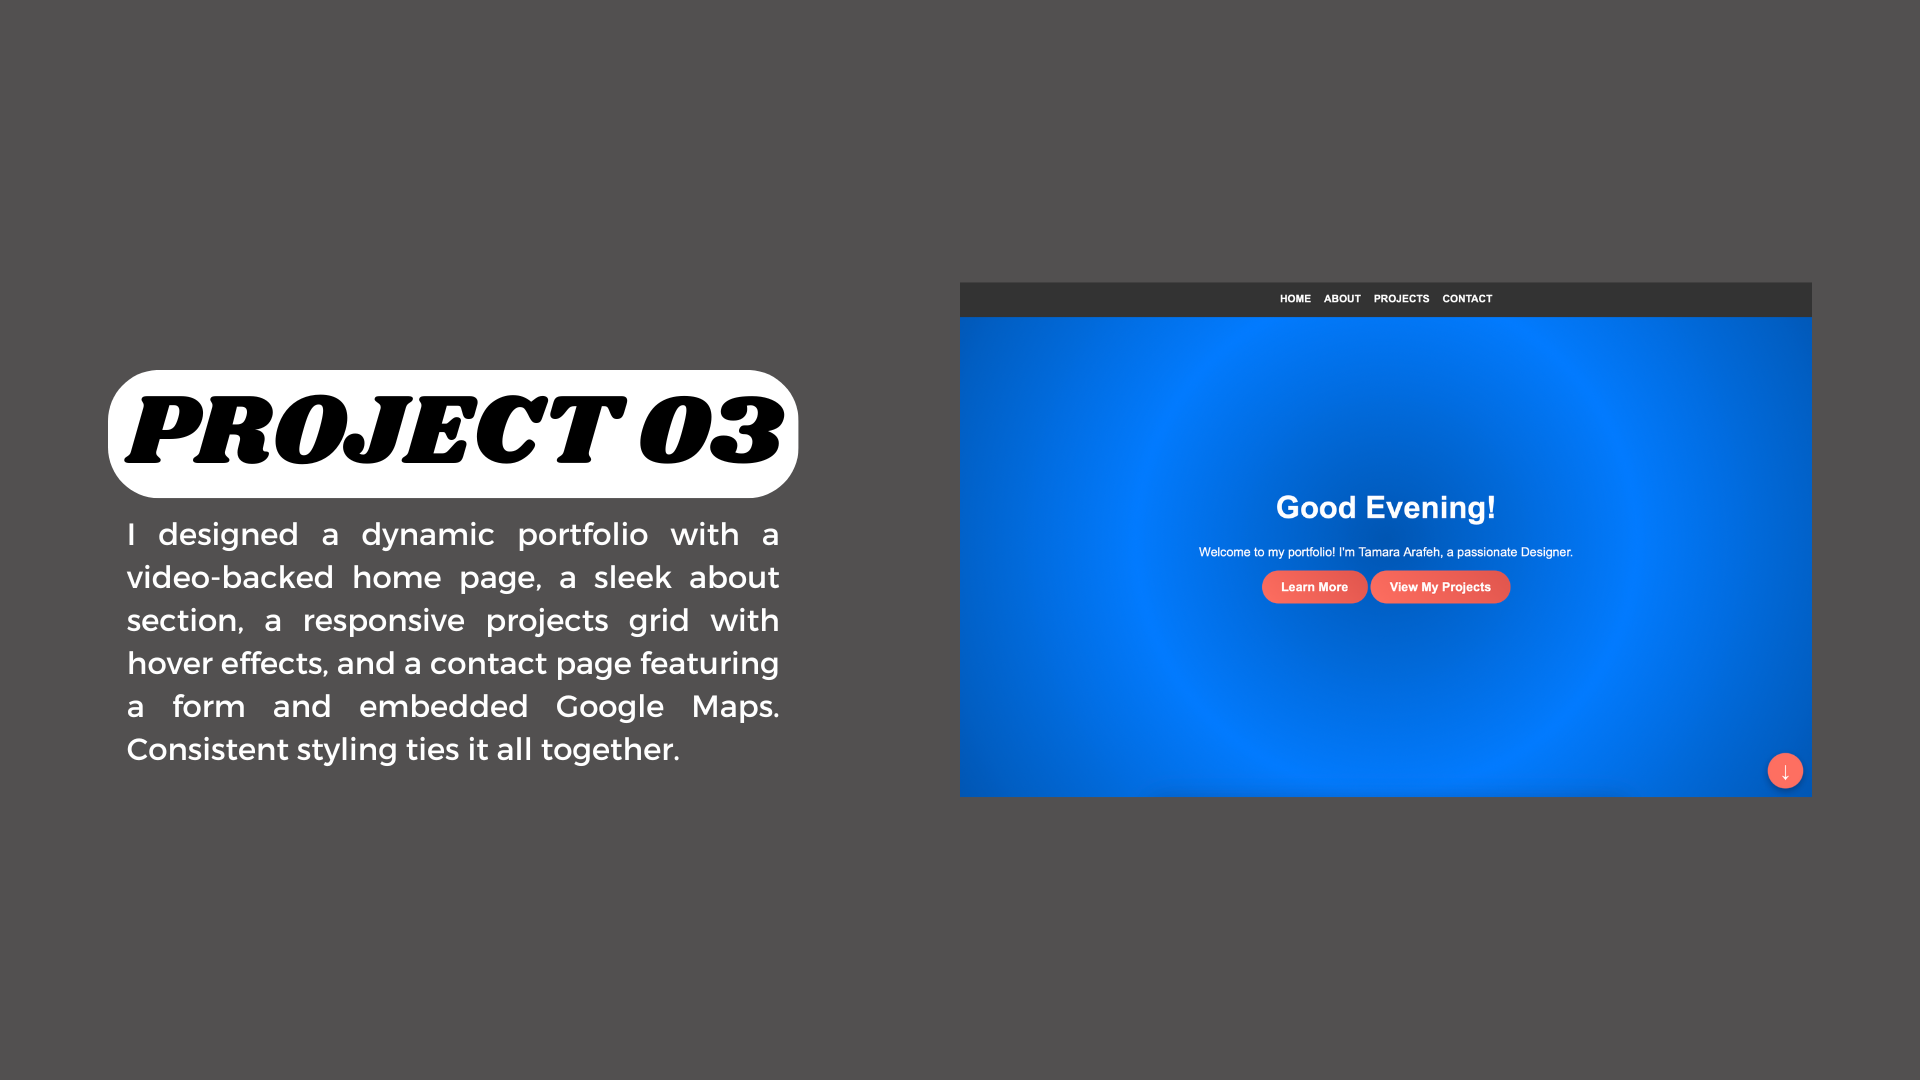 PROJECT 03
I designed a dynamic portfolio with a
video-backed home page, a sleek about
section, a responsive projects grid with
hover effects, and a contact page featuring
a form and embedded Google Maps.
Consistent styling ties it all together.
HOME ABOUT PROJECTS CONTACT
Good Evening!
Welcome to my portfolio! I'm Tamara Arafeh, a passionate Designer.
Learn More View My Projects
↓